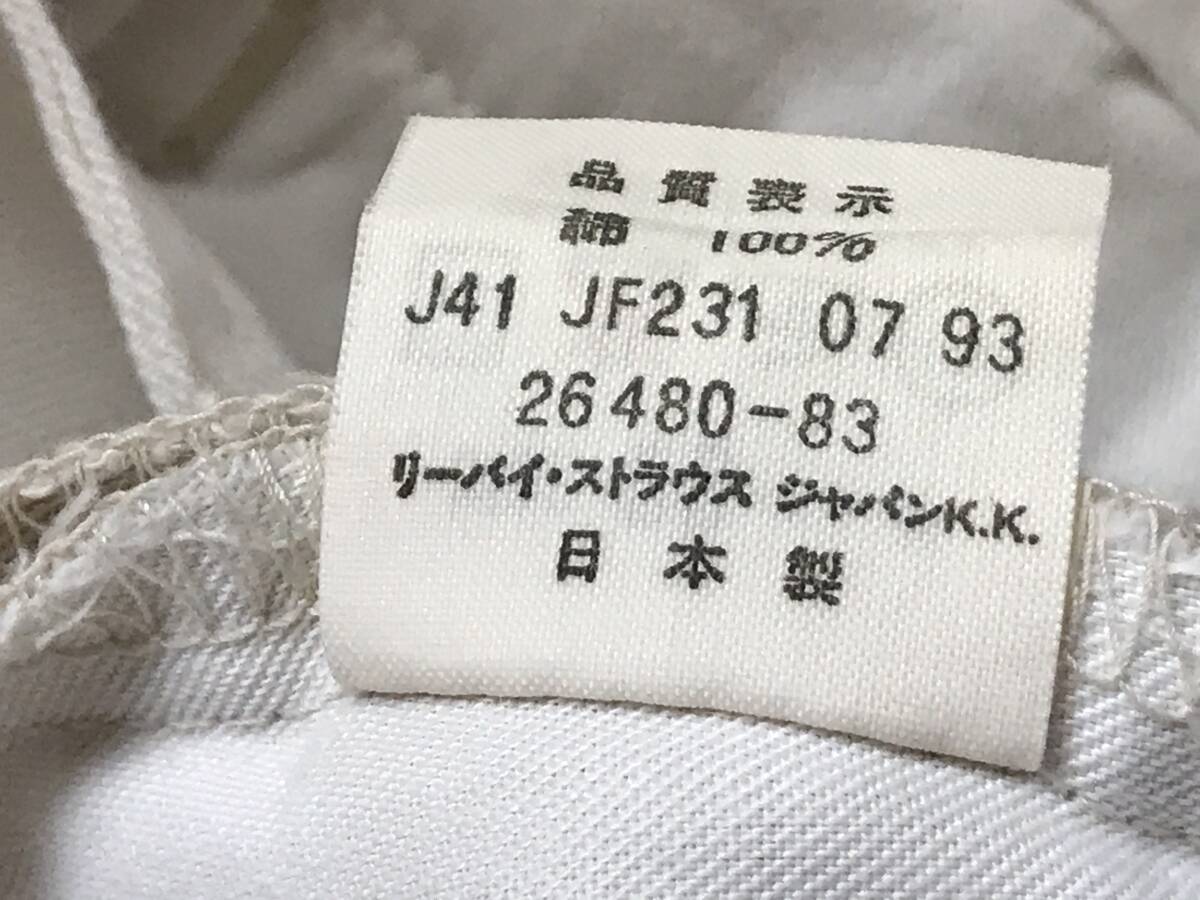 品質表示
綿 100%
J41 JF231 07 93
26480-83
リーバイ・ストラウス ジャパンK.K.
日本製